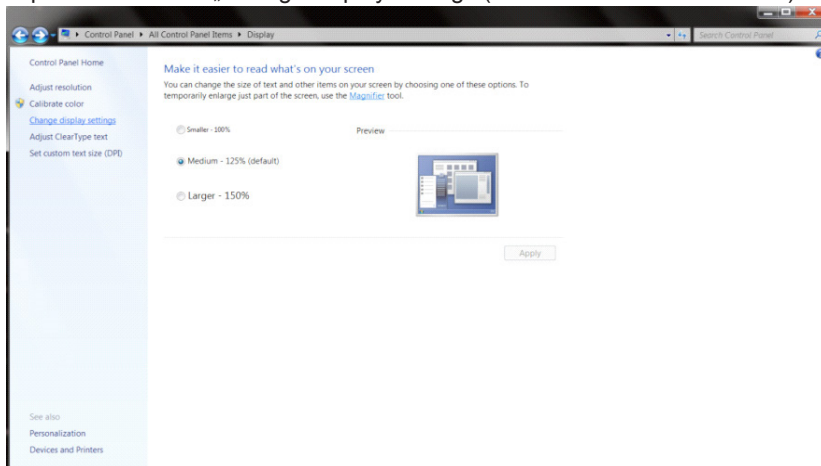 Control Panel ▸ All Control Panel Items ▸ Display
Search Control Panel
Control Panel Home
Adjust resolution
Calibrate color
Change display settings
Adjust ClearType text
Set custom text size (DPI)
Make it easier to read what's on your screen
You can change the size of text and other items on your screen by choosing one of these options. To
temporarily enlarge just part of the screen, use the Magnifier tool.
Smaller - 100%
Preview
Medium - 125% (default)
Larger - 150%
Apply
See also
Personalization
Devices and Printers